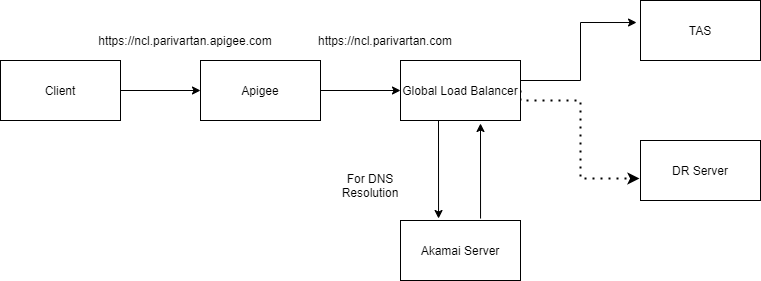 https://ncl.parivartan.apigee.com
https://ncl.parivartan.com
TAS
Client
Apigee
Global Load Balancer
DR Server
For DNS
Resolution
Akamai Server